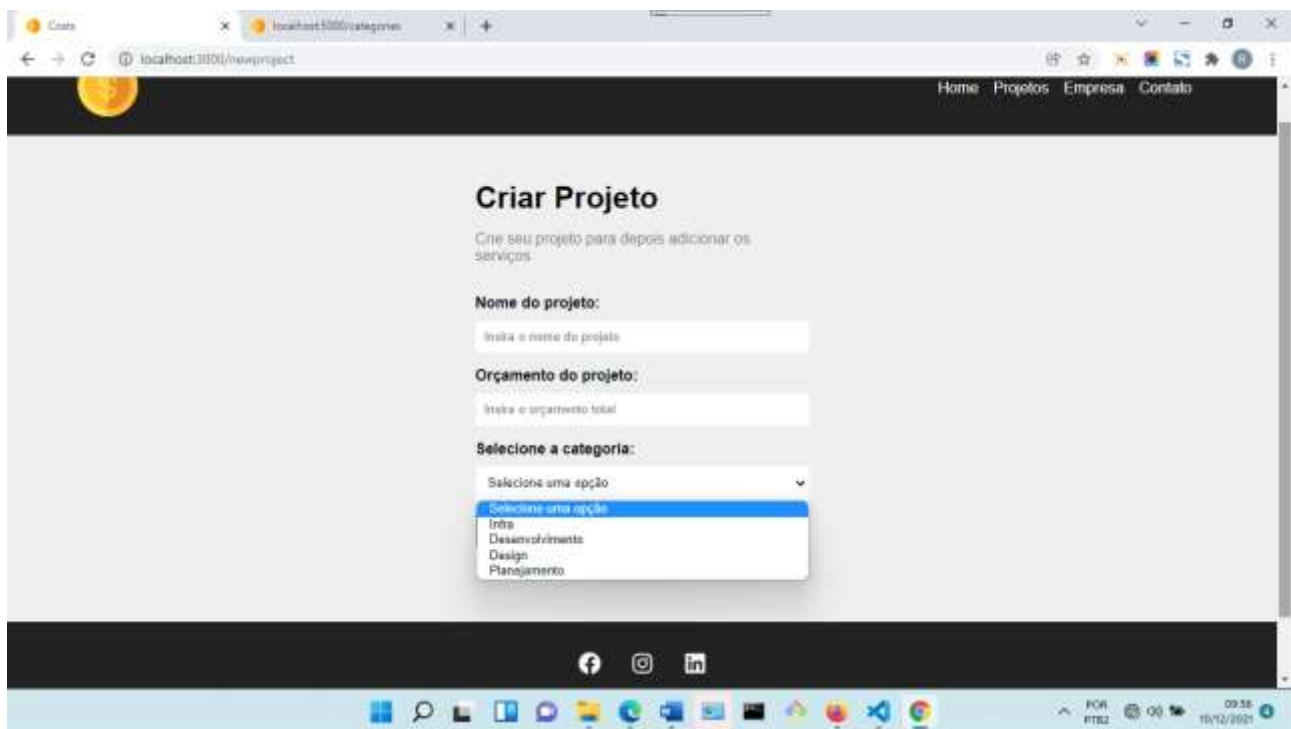 Costs
localhost:5000/categories
localhost:3000/newproject
Home Projetos Empresa Contato
Criar Projeto
Crie seu projeto para depois adicionar os
serviços
Nome do projeto:
Insira o nome do projeto
Orçamento do projeto:
Insira o orçamento total
Selecione a categoria:
Selecione uma opção
Selecione uma opção
Infra
Desenvolvimento
Design
Planejamento
in
POR
PTB2
09:58
10/12/2021